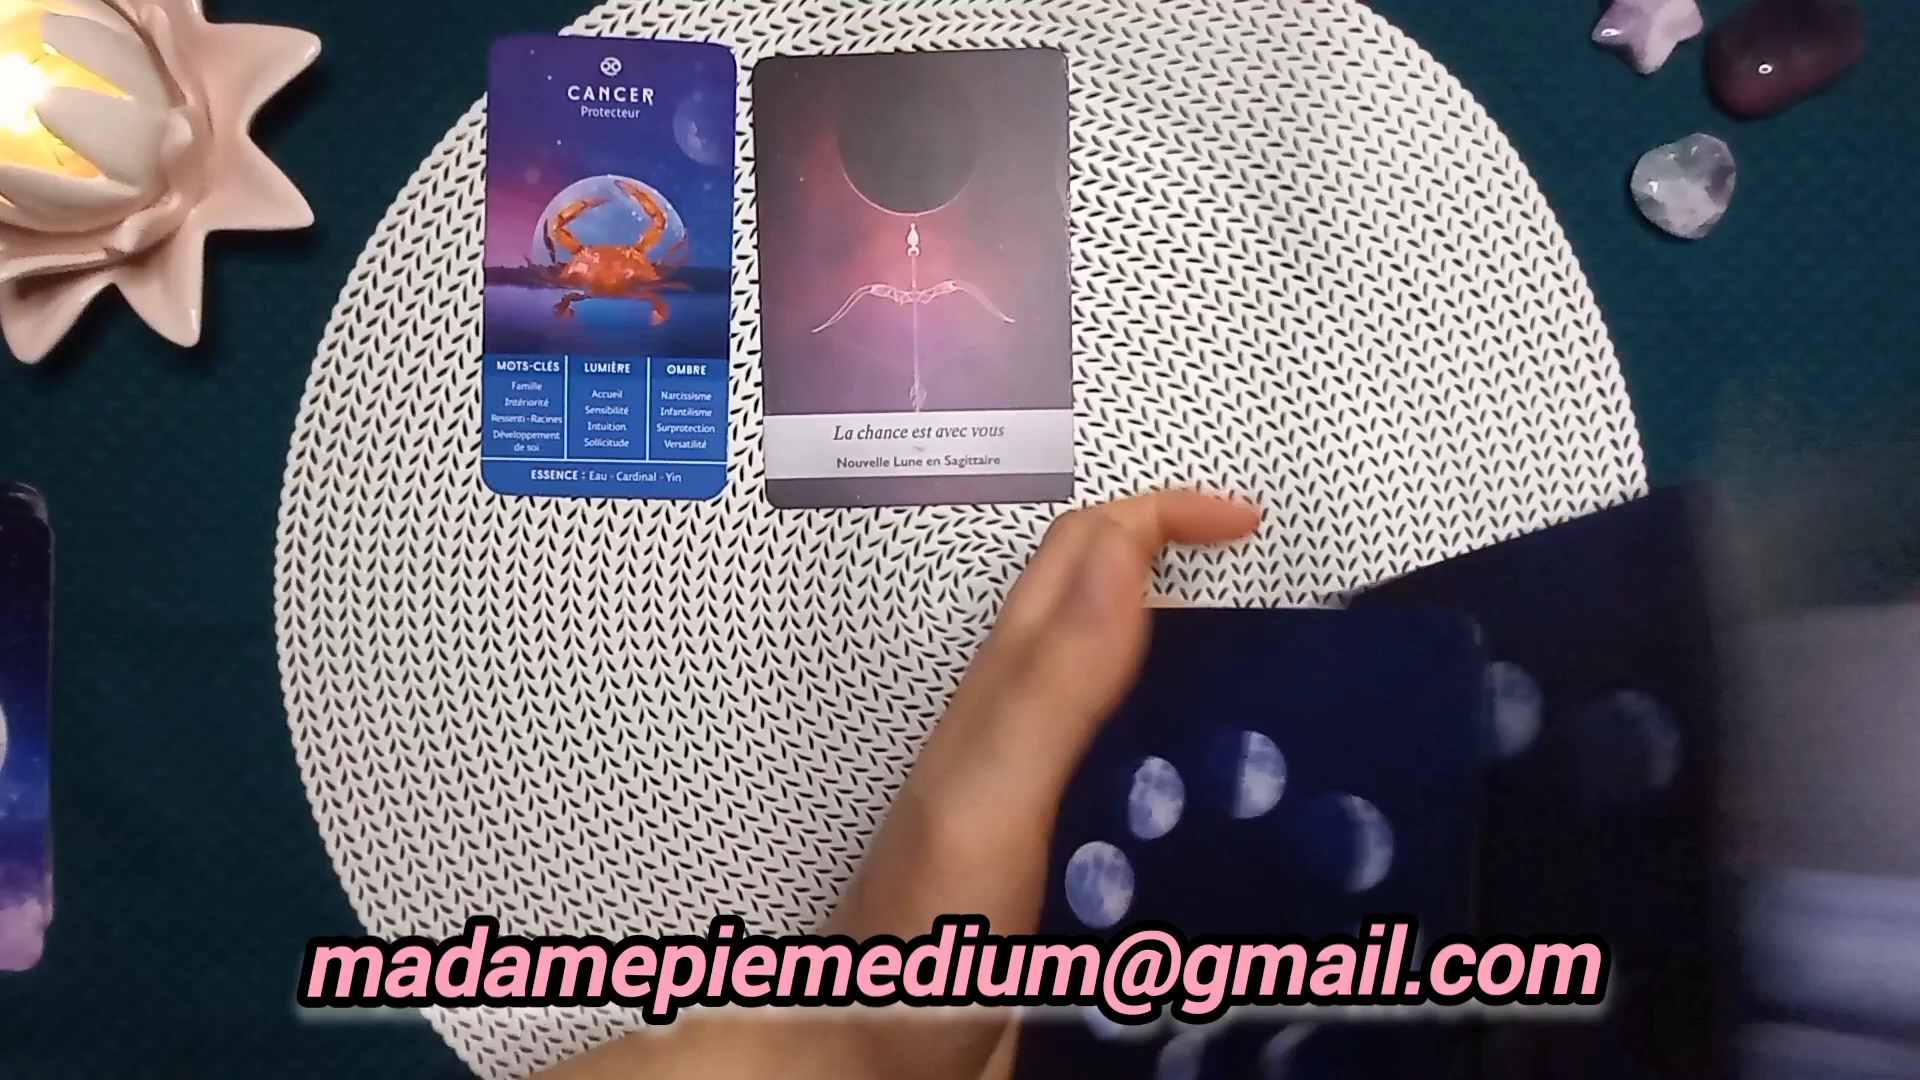 CANCER
Protecteur
MOTS-CLÉS
Famille
Intériorité
Ressenti - Racines
Développement
de soi
LUMIÈRE
Accueil
Sensibilité
Intuition
Sollicitude
OMBRE
Narcissisme
Infantilisme
Surprotection
Versatilité
ESSENCE : Eau - Cardinal - Yin
La chance est avec vous
Nouvelle Lune en Sagittaire
madamepiemedium@gmail.com